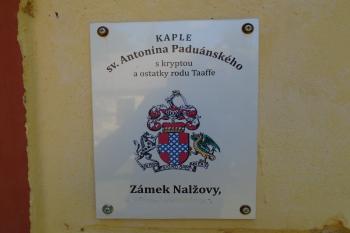 KAPLE
sv. Antonína Paduánského
s kryptou
a ostatky rodu Taaffe
Zámek Nalžovy,